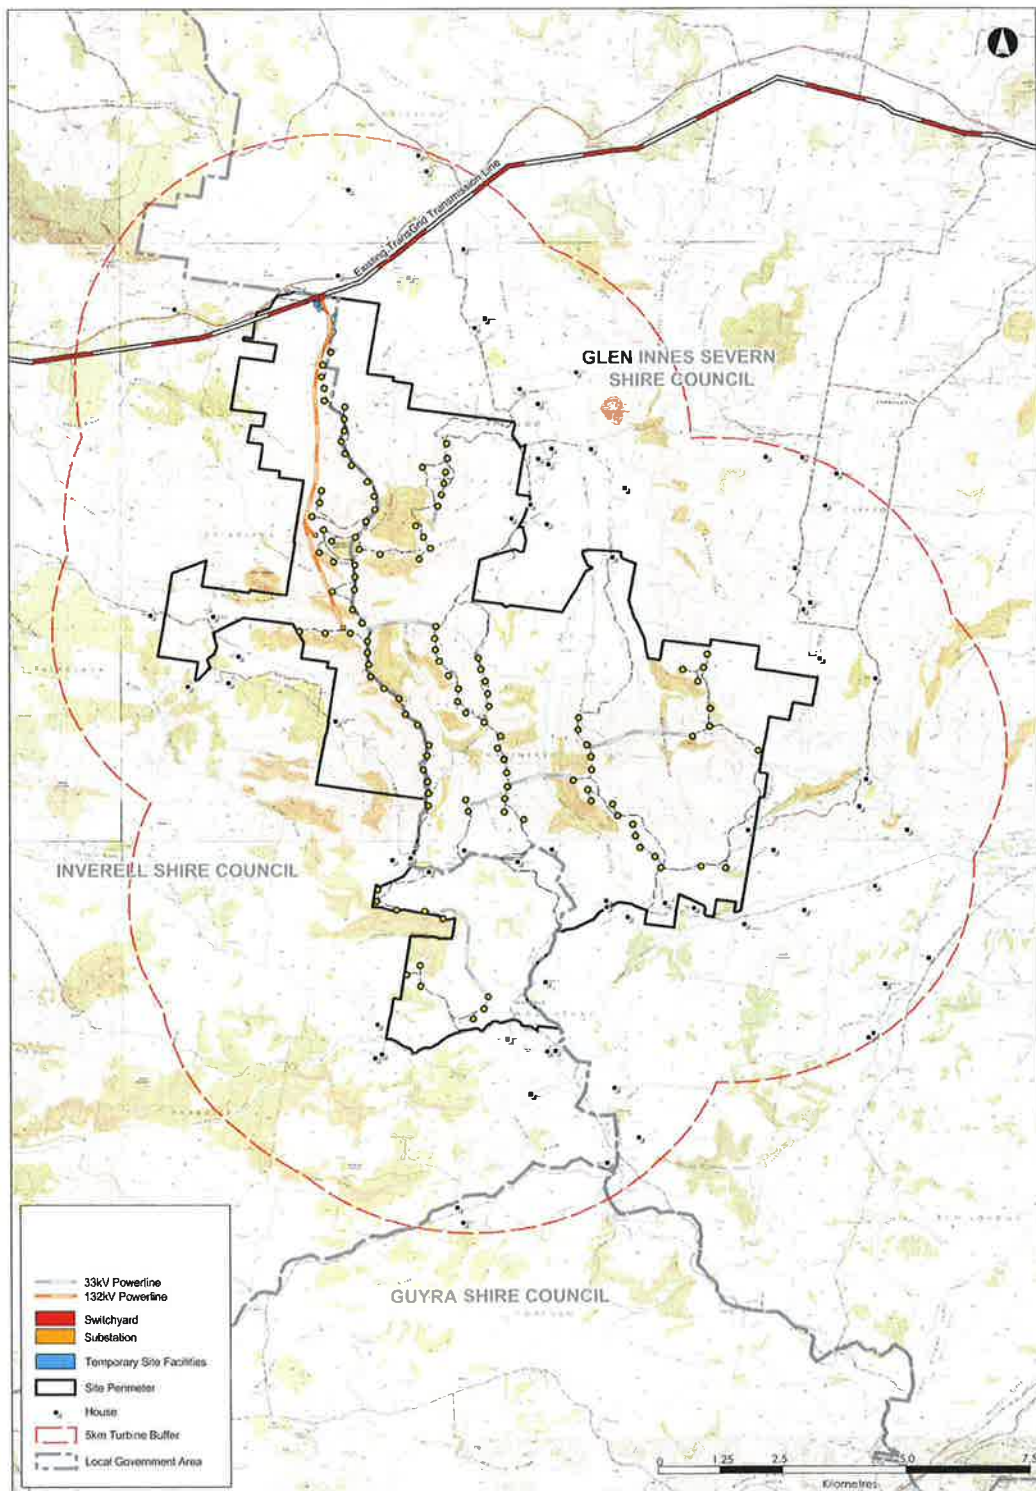 Existing TransGrid Transmission Line
GLEN INNES SEVERN
SHIRE COUNCIL
INVERELL SHIRE COUNCIL
GUYRA SHIRE COUNCIL
33kV Powerline
132kV Powerline
Switchyard
Substation
Temporary Site Facilities
Site Perimeter
House
5km Turbine Buffer
Local Government Area
0 1.25 2.5 5.0 7.5
Kilometres